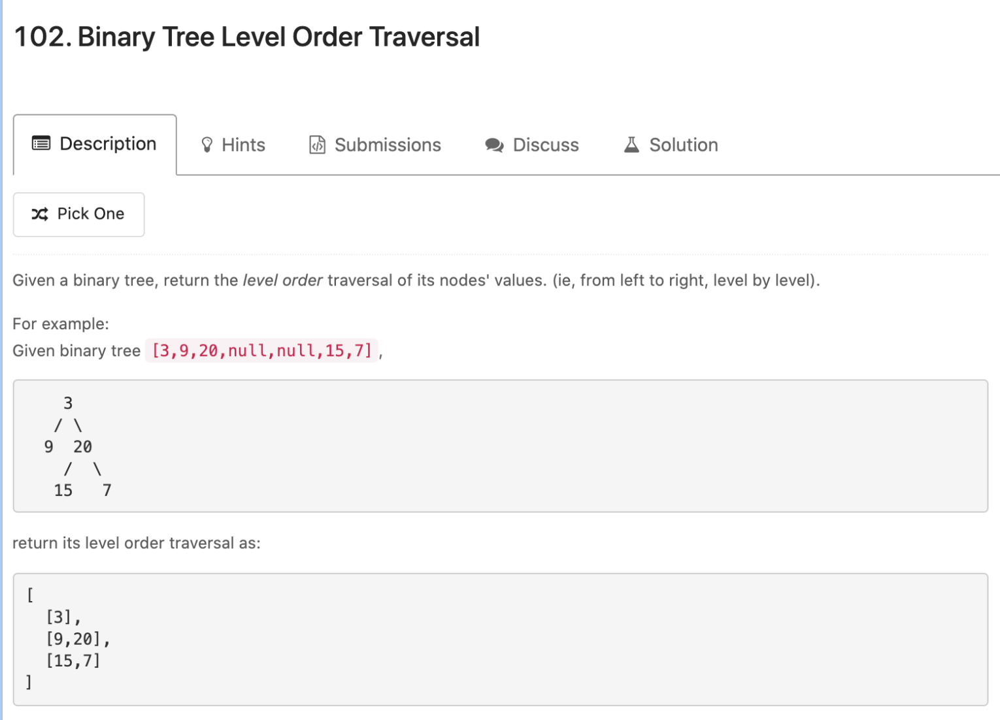 102. Binary Tree Level Order Traversal
Description Hints Submissions Discuss Solution
Pick One
Given a binary tree, return the level order traversal of its nodes' values. (ie, from left to right, level by level).
For example:
Given binary tree [3,9,20,null,null,15,7],
    3
   / \
  9  20
    /  \
   15   7
return its level order traversal as:
[
  [3],
  [9,20],
  [15,7]
]